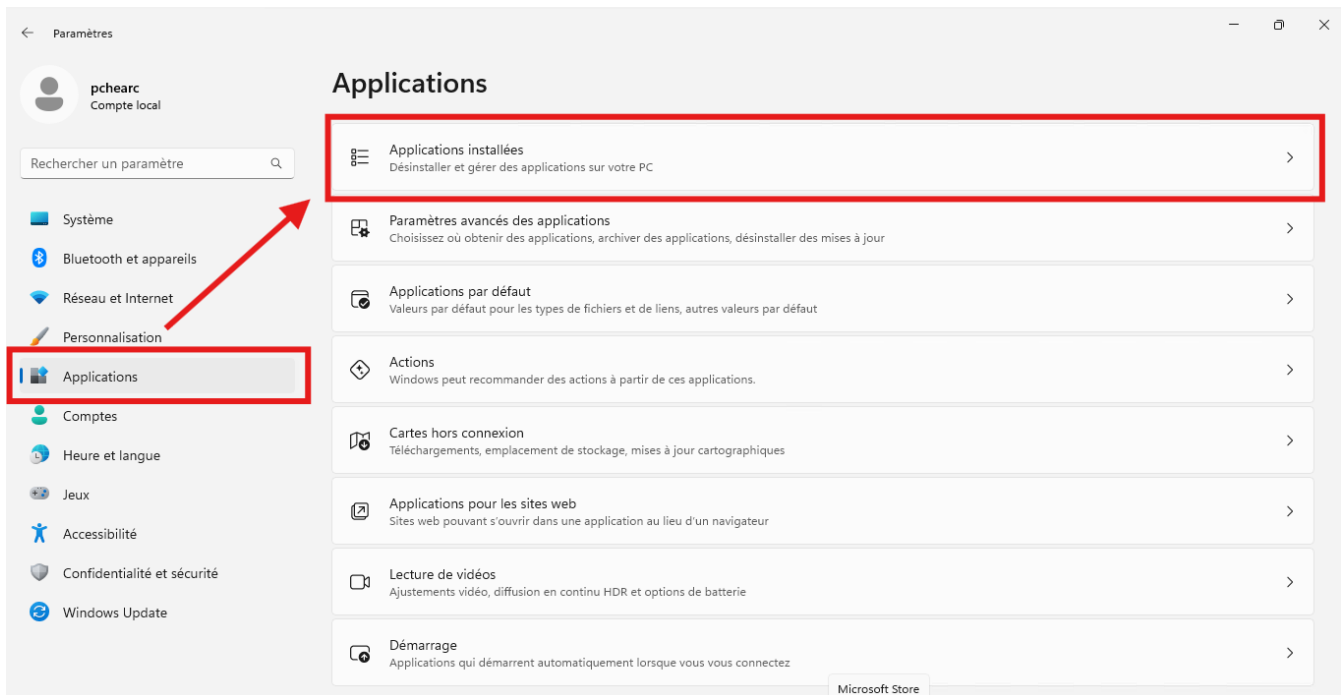 Paramètres
pchearc
Compte local
Rechercher un paramètre
Système
Bluetooth et appareils
Réseau et Internet
Personnalisation
Applications
Comptes
Heure et langue
Jeux
Accessibilité
Confidentialité et sécurité
Windows Update
Applications
Applications installées
Désinstaller et gérer des applications sur votre PC
Paramètres avancés des applications
Choisissez où obtenir des applications, archiver des applications, désinstaller des mises à jour
Applications par défaut
Valeurs par défaut pour les types de fichiers et de liens, autres valeurs par défaut
Actions
Windows peut recommander des actions à partir de ces applications.
Cartes hors connexion
Téléchargements, emplacement de stockage, mises à jour cartographiques
Applications pour les sites web
Sites web pouvant s'ouvrir dans une application au lieu d'un navigateur
Lecture de vidéos
Ajustements vidéo, diffusion en continu HDR et options de batterie
Démarrage
Applications qui démarrent automatiquement lorsque vous vous connectez
Microsoft Store